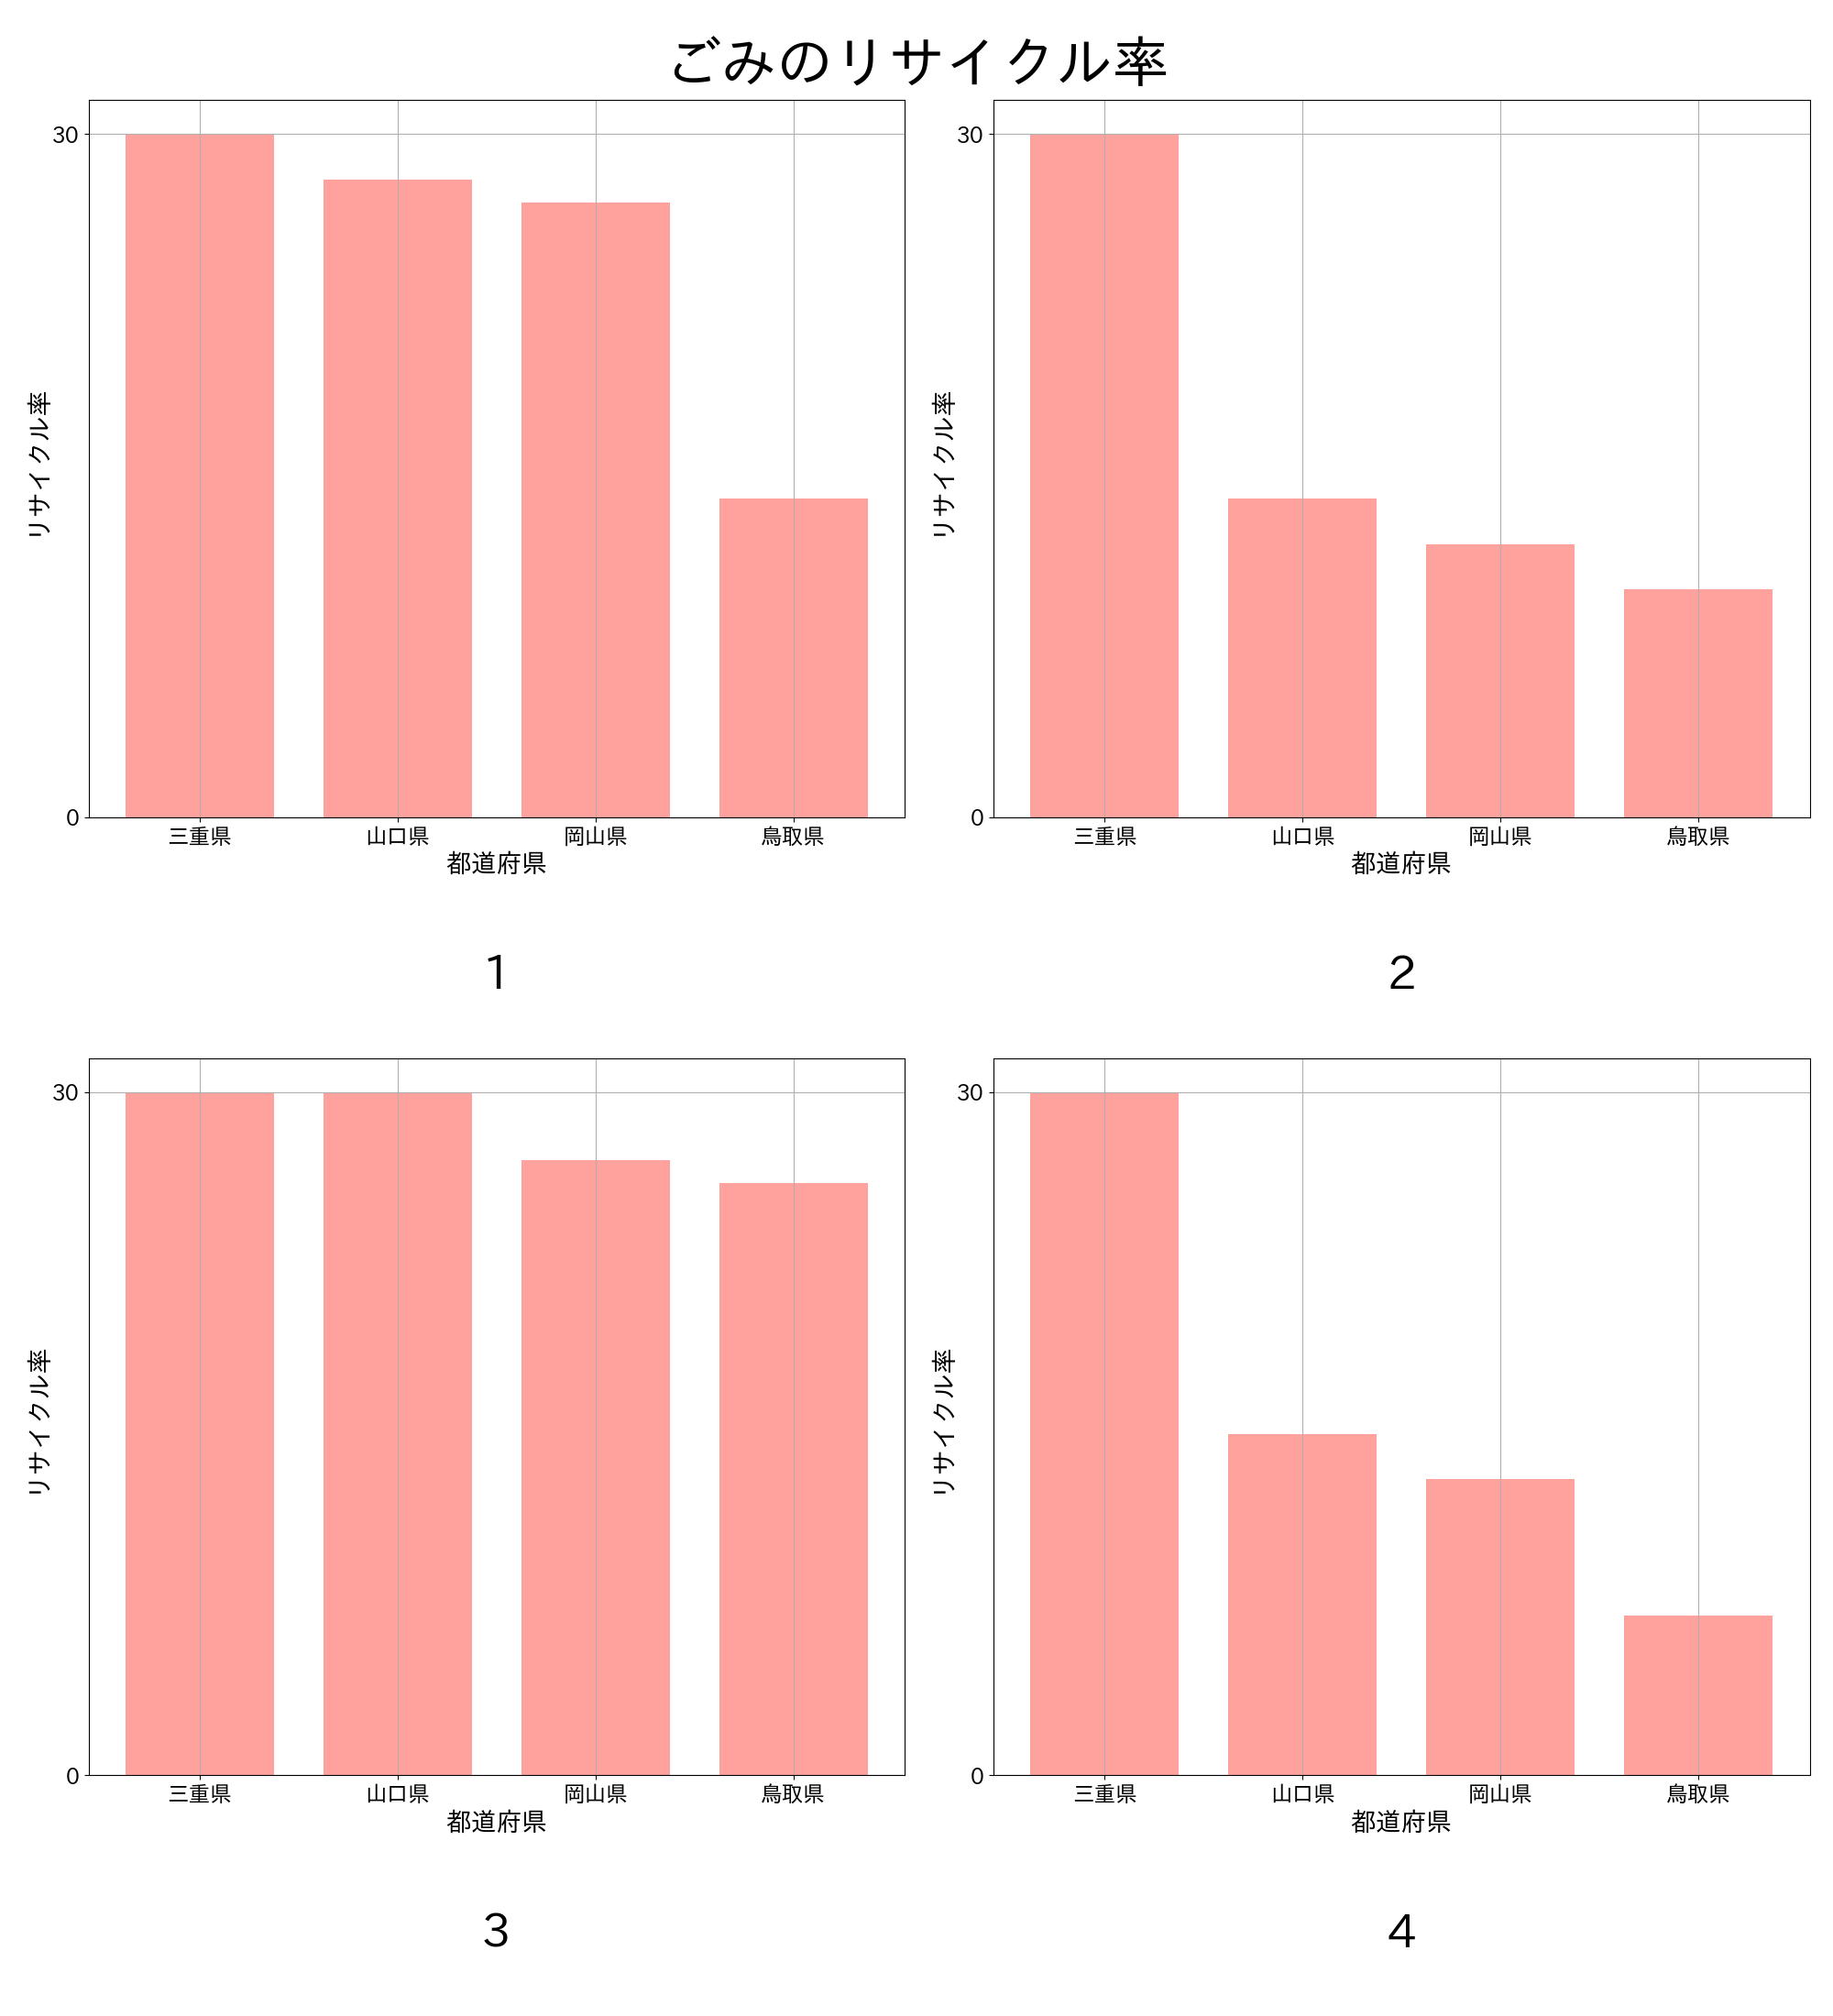 ごみのリサイクル率
30
リサイクル率
0
三重県 山口県 岡山県 鳥取県
都道府県
1
30
リサイクル率
0
三重県 山口県 岡山県 鳥取県
都道府県
2
30
リサイクル率
0
三重県 山口県 岡山県 鳥取県
都道府県
3
30
リサイクル率
0
三重県 山口県 岡山県 鳥取県
都道府県
4